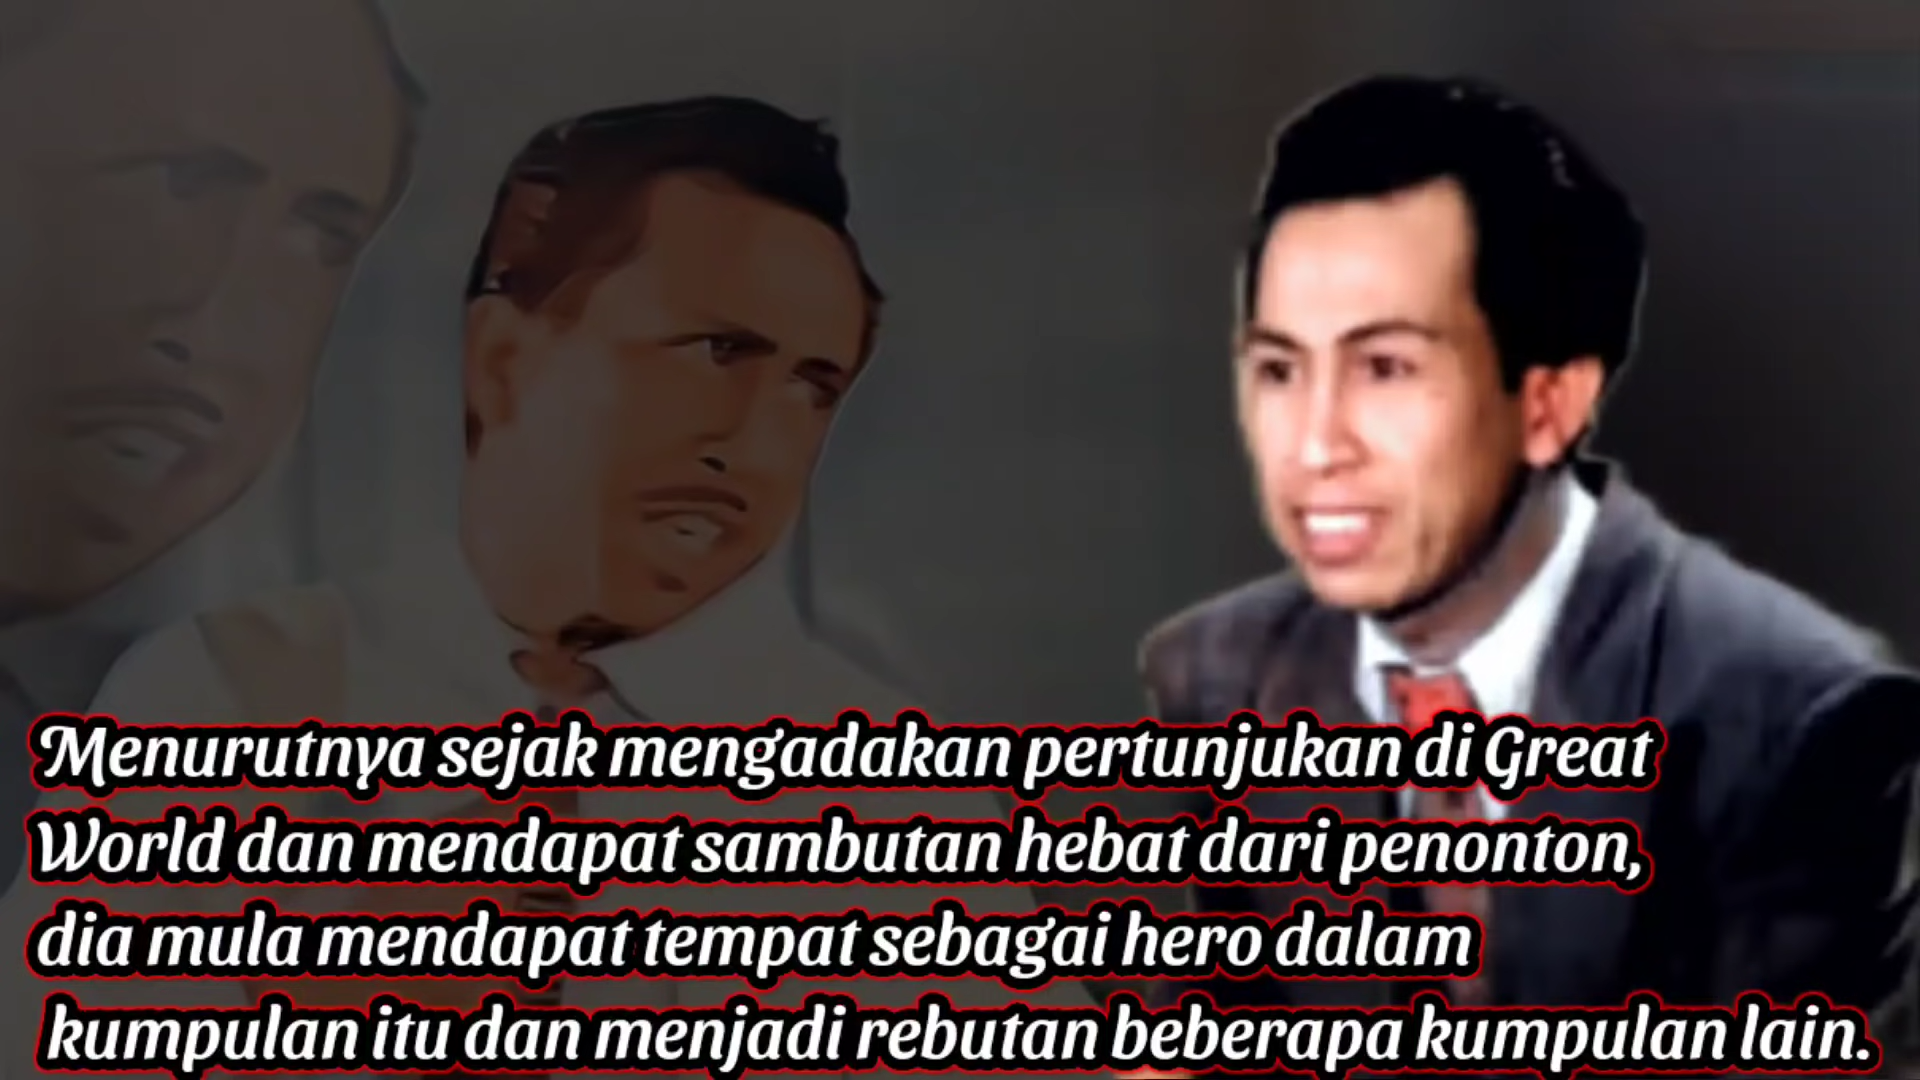 Menurutnya sejak mengadakan pertunjukan di Great
World dan mendapat sambutan hebat dari penonton,
dia mula mendapat tempat sebagai hero dalam
kumpulan itu dan menjadi rebutan beberapa kumpulan lain.